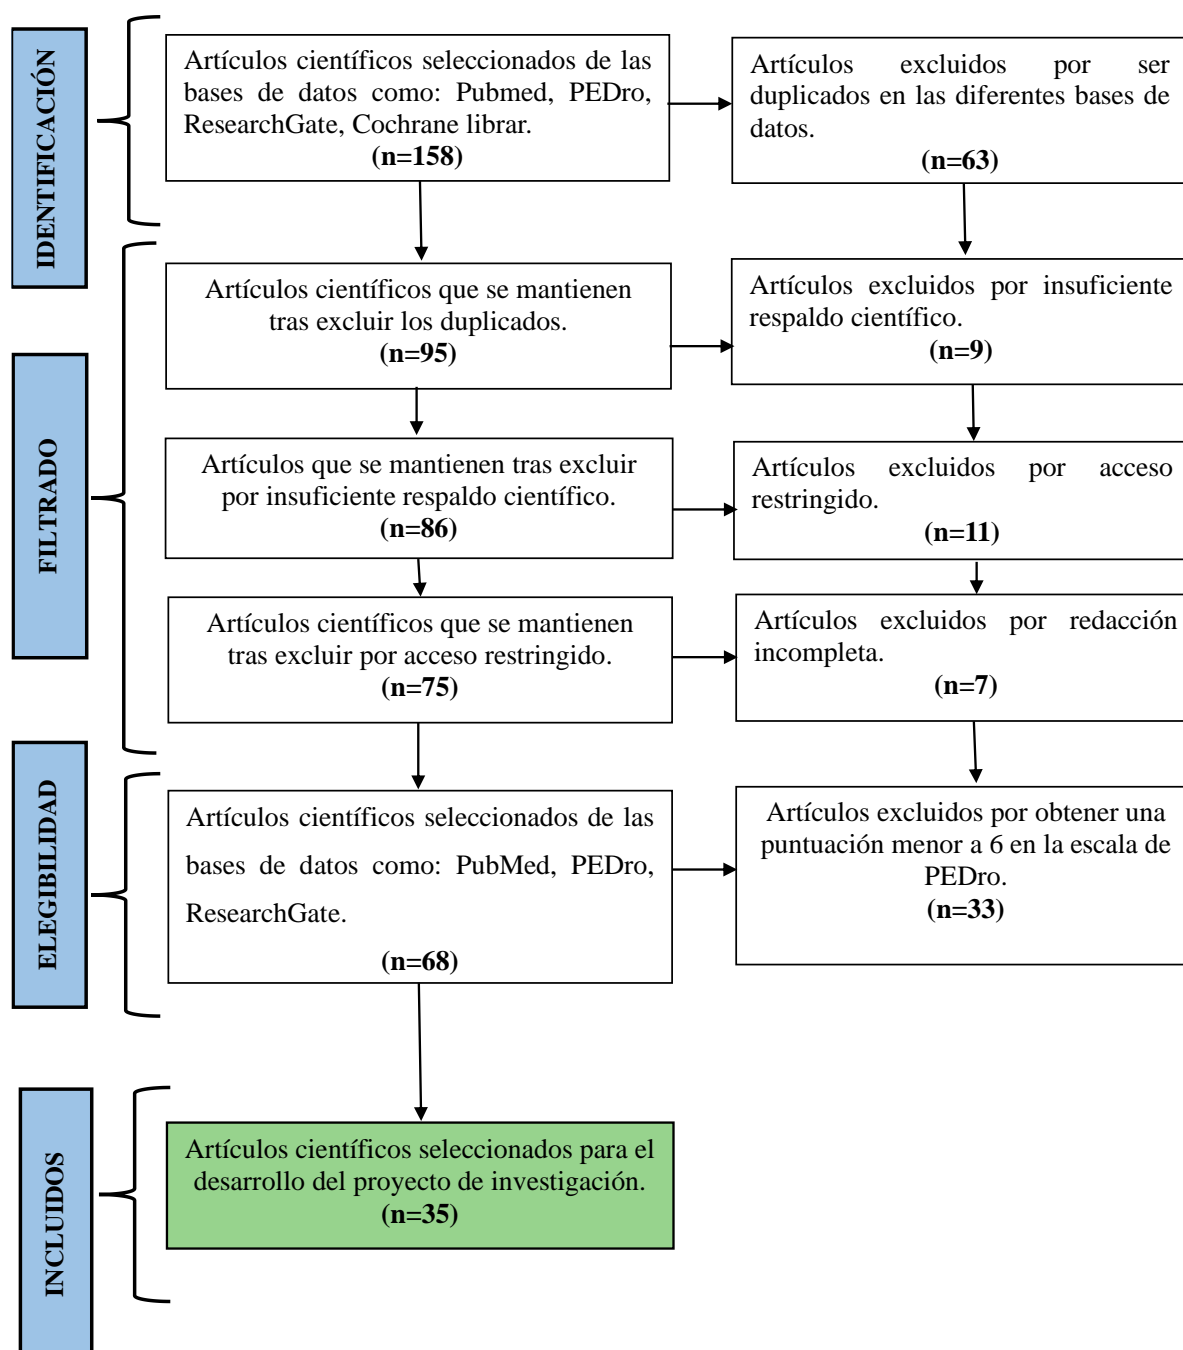 IDENTIFICACIÓN
Artículos científicos seleccionados de las
bases de datos como: Pubmed, PEDro,
ResearchGate, Cochrane librar.
(n=158)
Artículos excluidos por ser
duplicados en las diferentes bases de
datos.
(n=63)
FILTRADO
Artículos científicos que se mantienen
tras excluir los duplicados.
(n=95)
Artículos excluidos por insuficiente
respaldo científico.
(n=9)
Artículos que se mantienen tras excluir
por insuficiente respaldo científico.
(n=86)
Artículos excluidos por acceso
restringido.
(n=11)
Artículos científicos que se mantienen
tras excluir por acceso restringido.
(n=75)
Artículos excluidos por redacción
incompleta.
(n=7)
ELEGIBILIDAD
Artículos científicos seleccionados de las
bases de datos como: PubMed, PEDro,
ResearchGate.
(n=68)
Artículos excluidos por obtener una
puntuación menor a 6 en la escala de
PEDro.
(n=33)
INCLUIDOS
Artículos científicos seleccionados para el
desarrollo del proyecto de investigación.
(n=35)